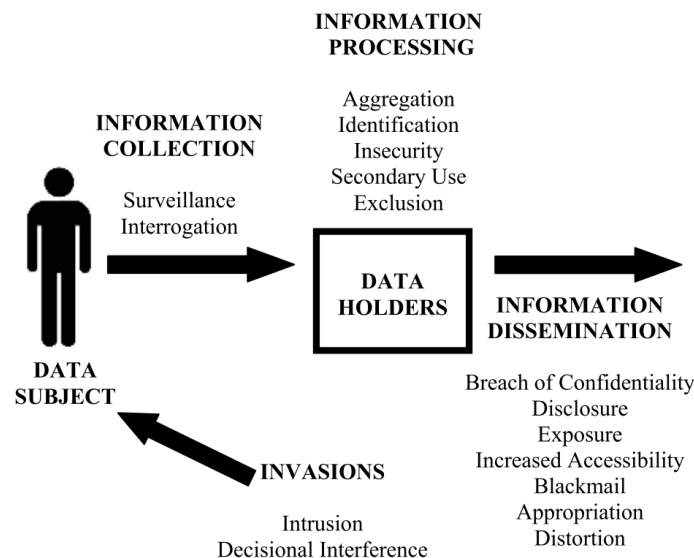 INFORMATION
PROCESSING
Aggregation
Identification
Insecurity
Secondary Use
Exclusion
INFORMATION
COLLECTION
Surveillance
Interrogation
DATA
HOLDERS
INFORMATION
DISSEMINATION
Breach of Confidentiality
Disclosure
Exposure
Increased Accessibility
Blackmail
Appropriation
Distortion
DATA
SUBJECT
INVASIONS
Intrusion
Decisional Interference